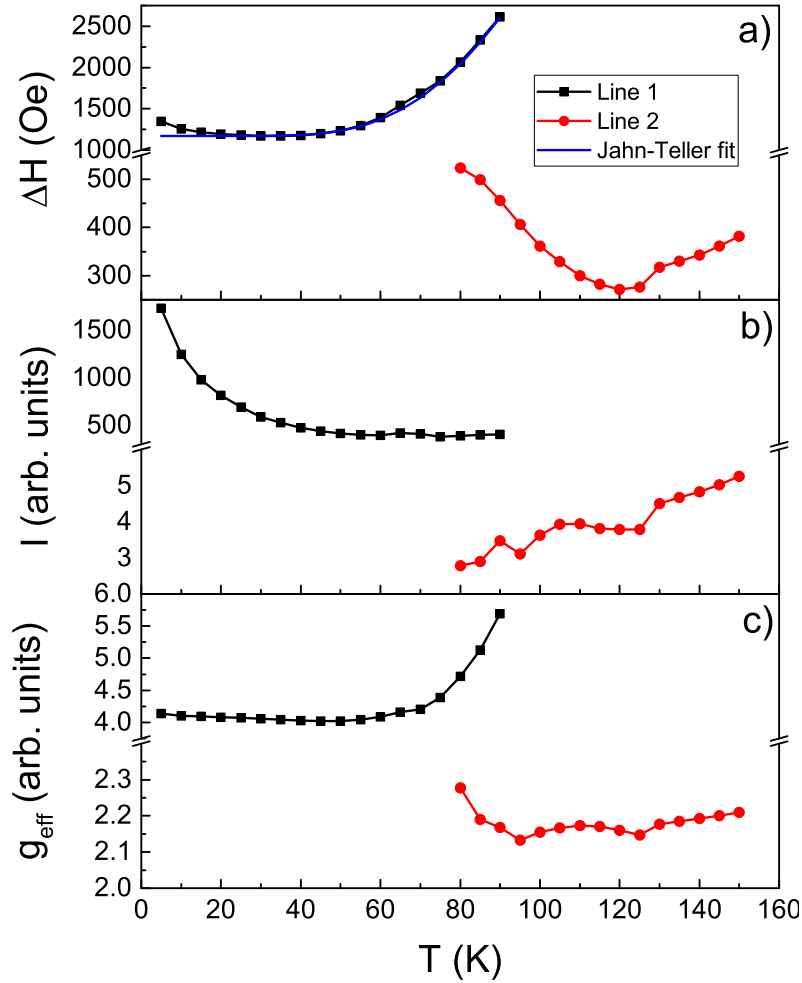 a)
2500
2000
1500
1000
500
400
300
ΔH (Oe)
Line 1
Line 2
Jahn-Teller fit
b)
1500
1000
500
5
4
3
I (arb. units)
c)
6.0
5.5
5.0
4.5
4.0
2.3
2.2
2.1
2.0
g_eff (arb. units)
0 20 40 60 80 100 120 140 160
T (K)